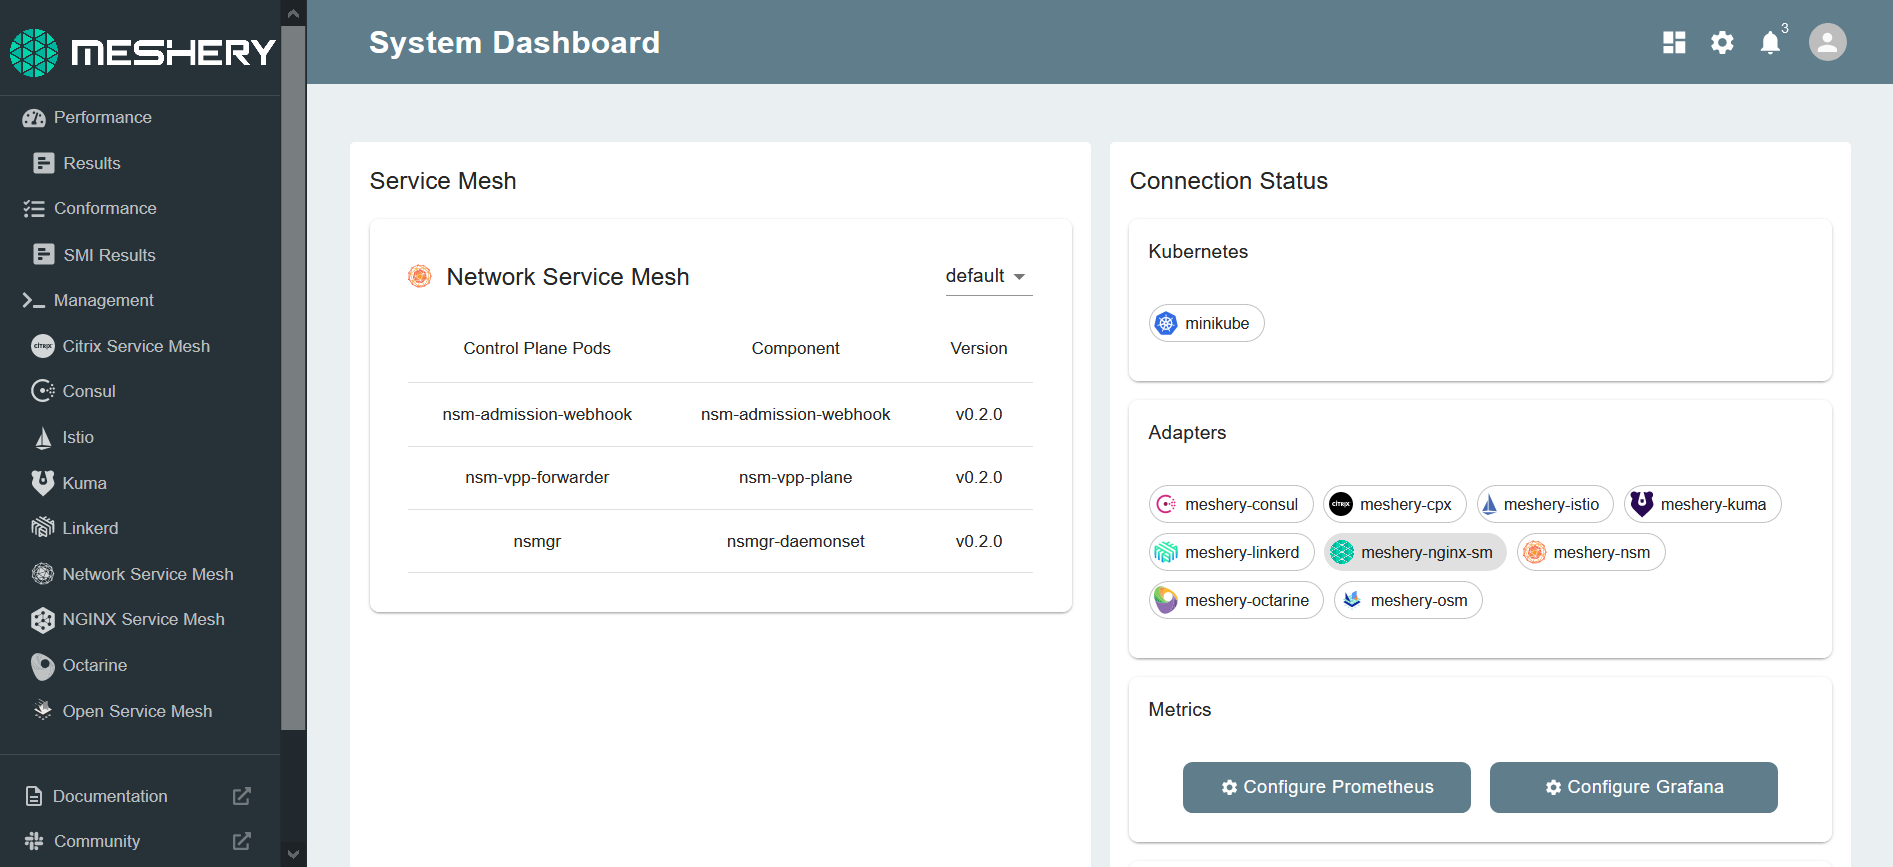 MESHERY
Performance
Results
Conformance
SMI Results
Management
Citrix Service Mesh
Consul
Istio
Kuma
Linkerd
Network Service Mesh
NGINX Service Mesh
Octarine
Open Service Mesh
Documentation
Community
System Dashboard
3
Service Mesh
Network Service Mesh
default
Control Plane Pods Component Version
nsm-admission-webhook nsm-admission-webhook v0.2.0
nsm-vpp-forwarder nsm-vpp-plane v0.2.0
nsmgr nsmgr-daemonset v0.2.0
Connection Status
Kubernetes
minikube
Adapters
meshery-consul citrix meshery-cpx meshery-istio meshery-kuma
meshery-linkerd meshery-nginx-sm meshery-nsm
meshery-octarine meshery-osm
Metrics
Configure Prometheus Configure Grafana